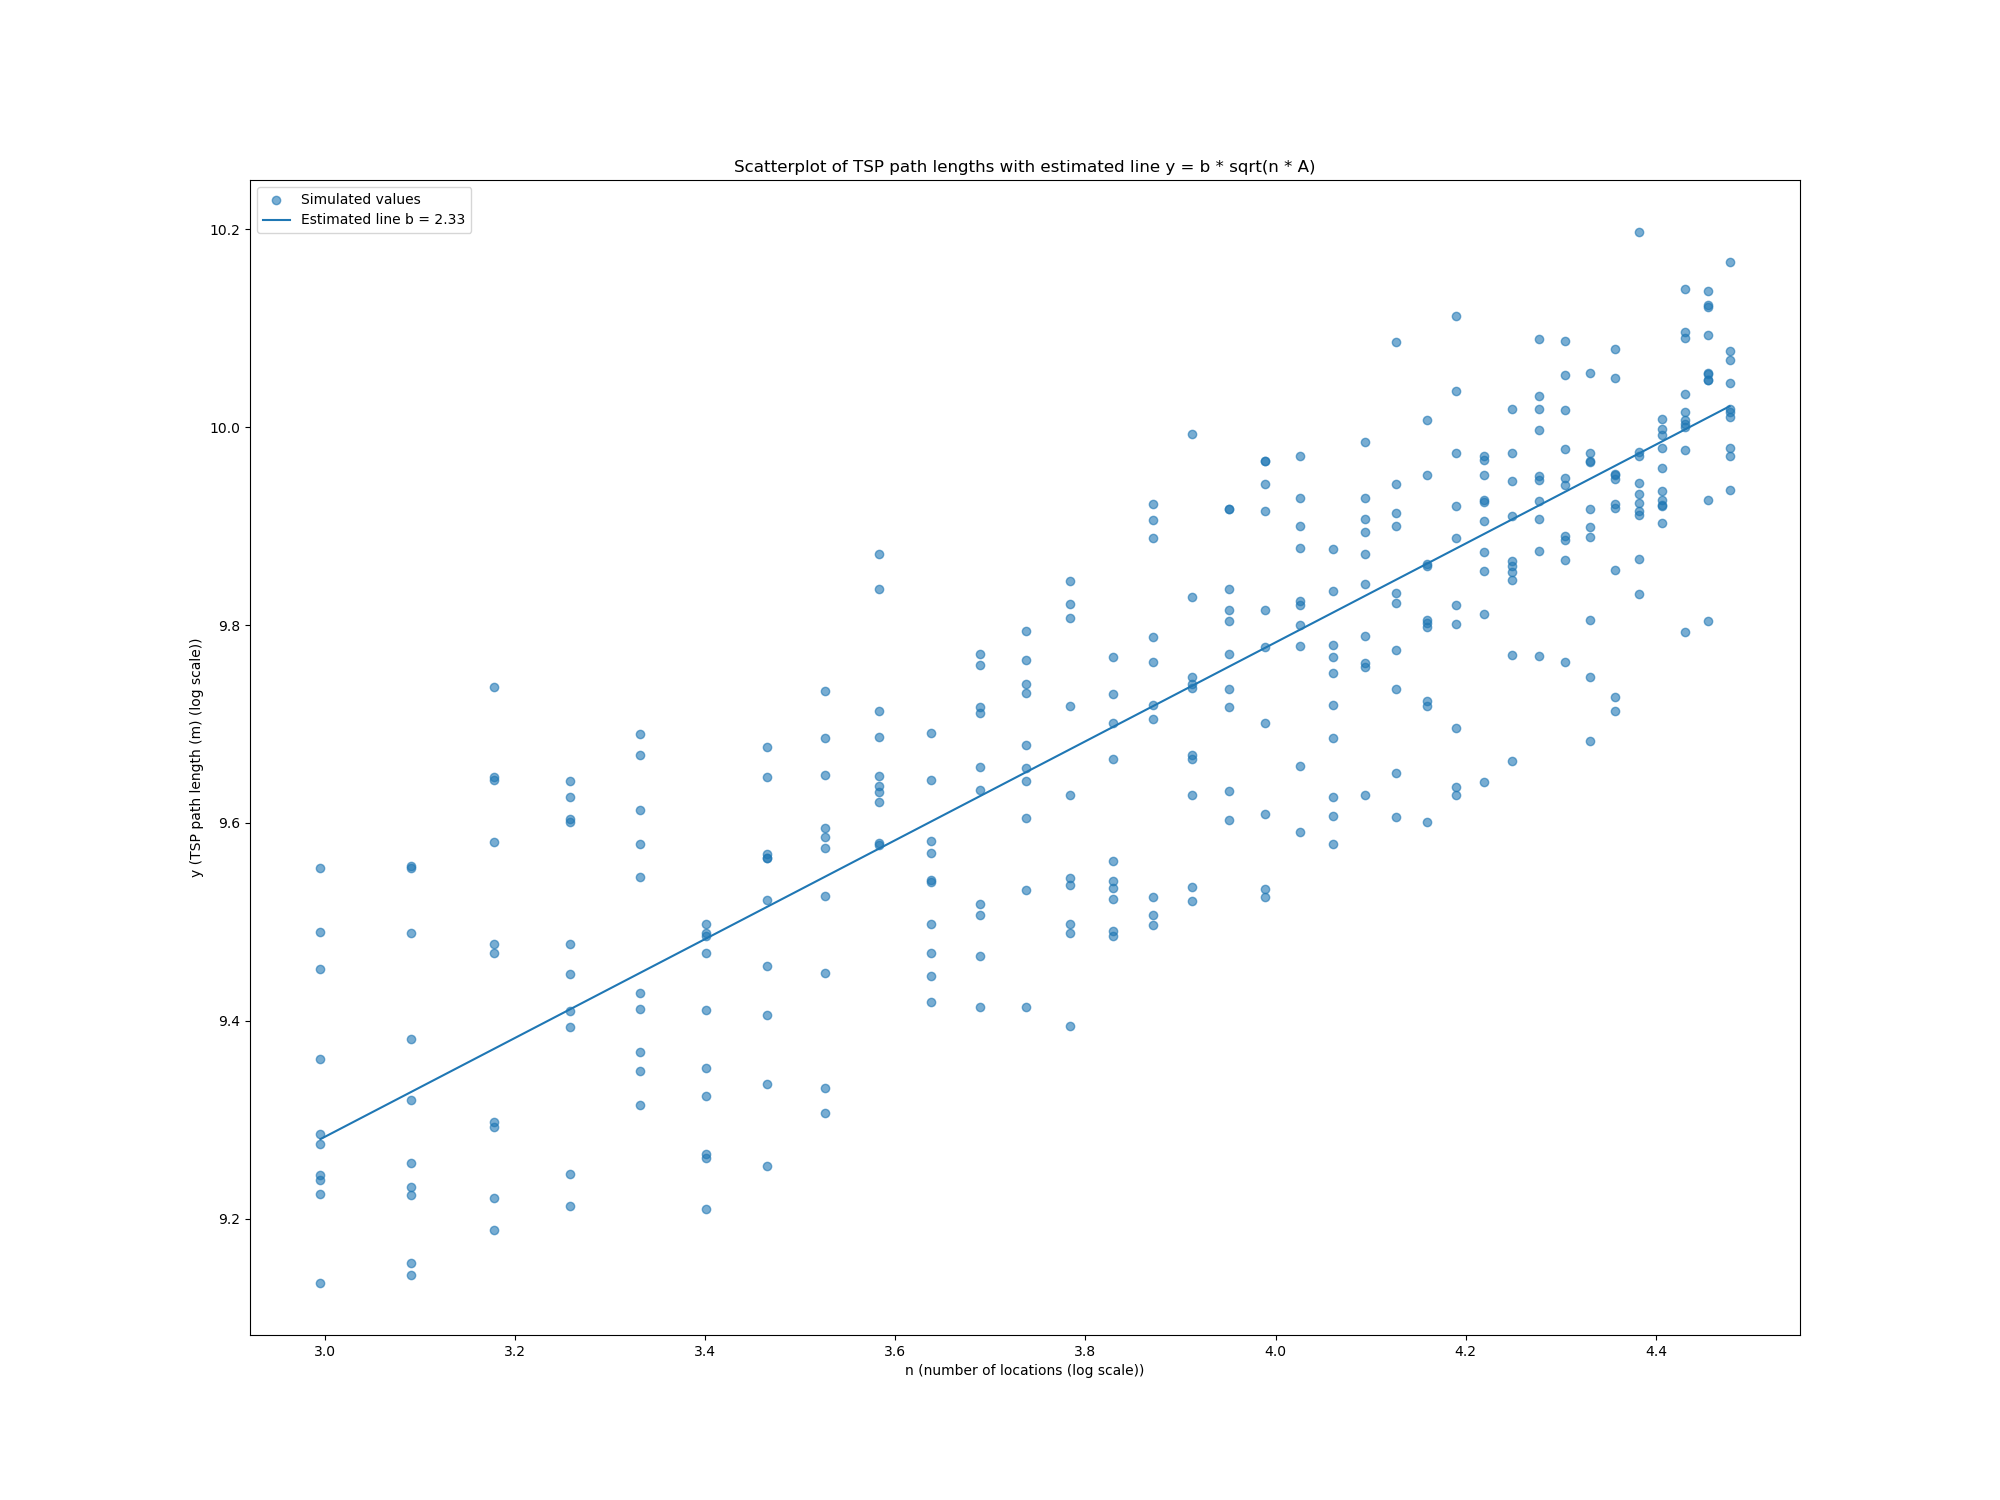 Scatterplot of TSP path lengths with estimated line y = b * sqrt(n * A)
Simulated values
Estimated line b = 2.33
10.2
10.0
9.8
9.6
9.4
9.2
y (TSP path length (m) (log scale))
3.0 3.2 3.4 3.6 3.8 4.0 4.2 4.4
n (number of locations (log scale))